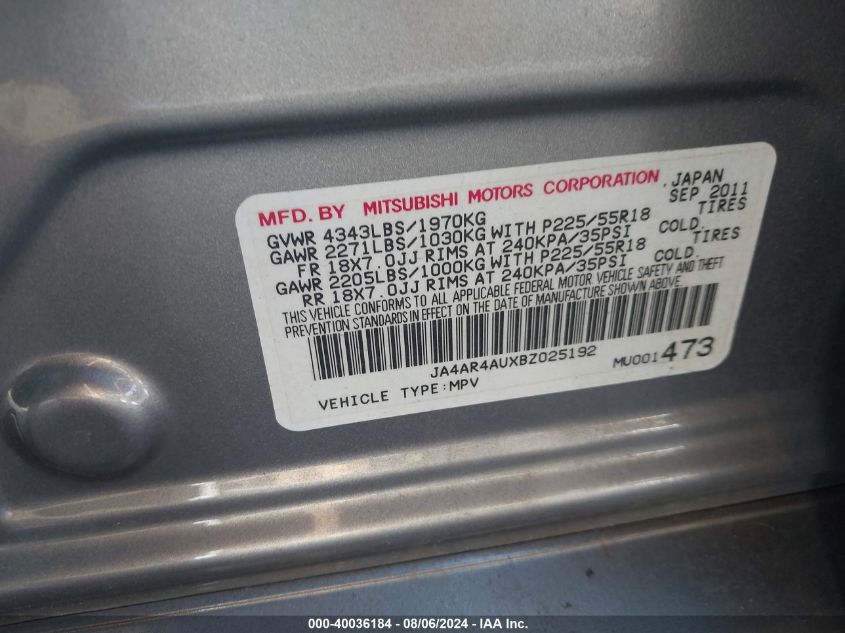 MFD. BY MITSUBISHI MOTORS CORPORATION, JAPAN
SEP 2011
GVWR 4343LBS/1970KG
GAWR 2271LBS/1030KG WITH P225/55R18 TIRES
FR 18X7.0JJ RIMS AT 240KPA/35PSI COLD.
GAWR 2205LBS/1000KG WITH P225/55R18 TIRES
RR 18X7.0JJ RIMS AT 240KPA/35PSI COLD.
THIS VEHICLE CONFORMS TO ALL APPLICABLE FEDERAL MOTOR VEHICLE SAFETY AND THEFT
PREVENTION STANDARDS IN EFFECT ON THE DATE OF MANUFACTURE SHOWN ABOVE.
JA4AR4AUXBZ025192
MU001473
VEHICLE TYPE:MPV
000-40036184 - 08/06/2024 - IAA Inc.